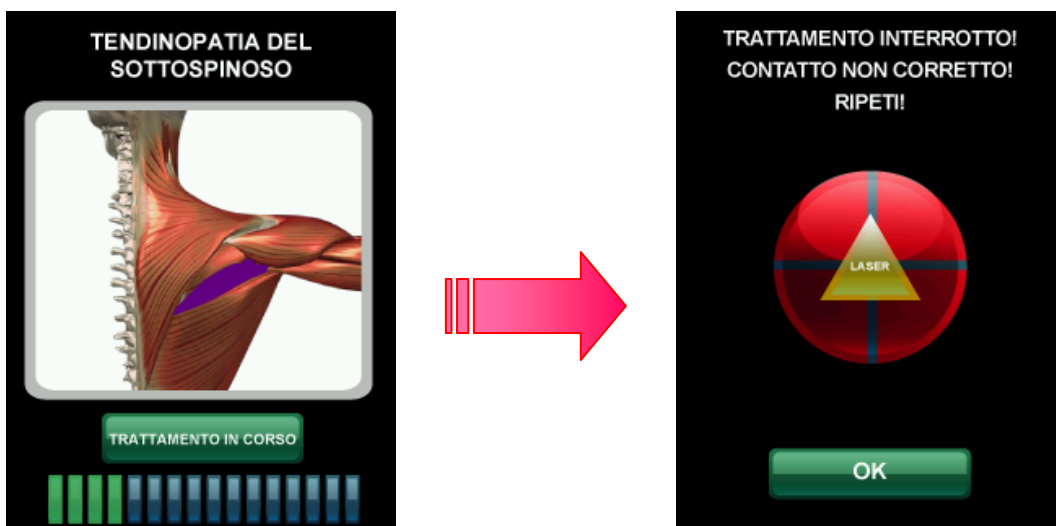 TENDINOPATIA DEL
SOTTOSPINOSO
TRATTAMENTO IN CORSO
TRATTAMENTO INTERROTTO!
CONTATTO NON CORRETTO!
RIPETI!
LASER
OK